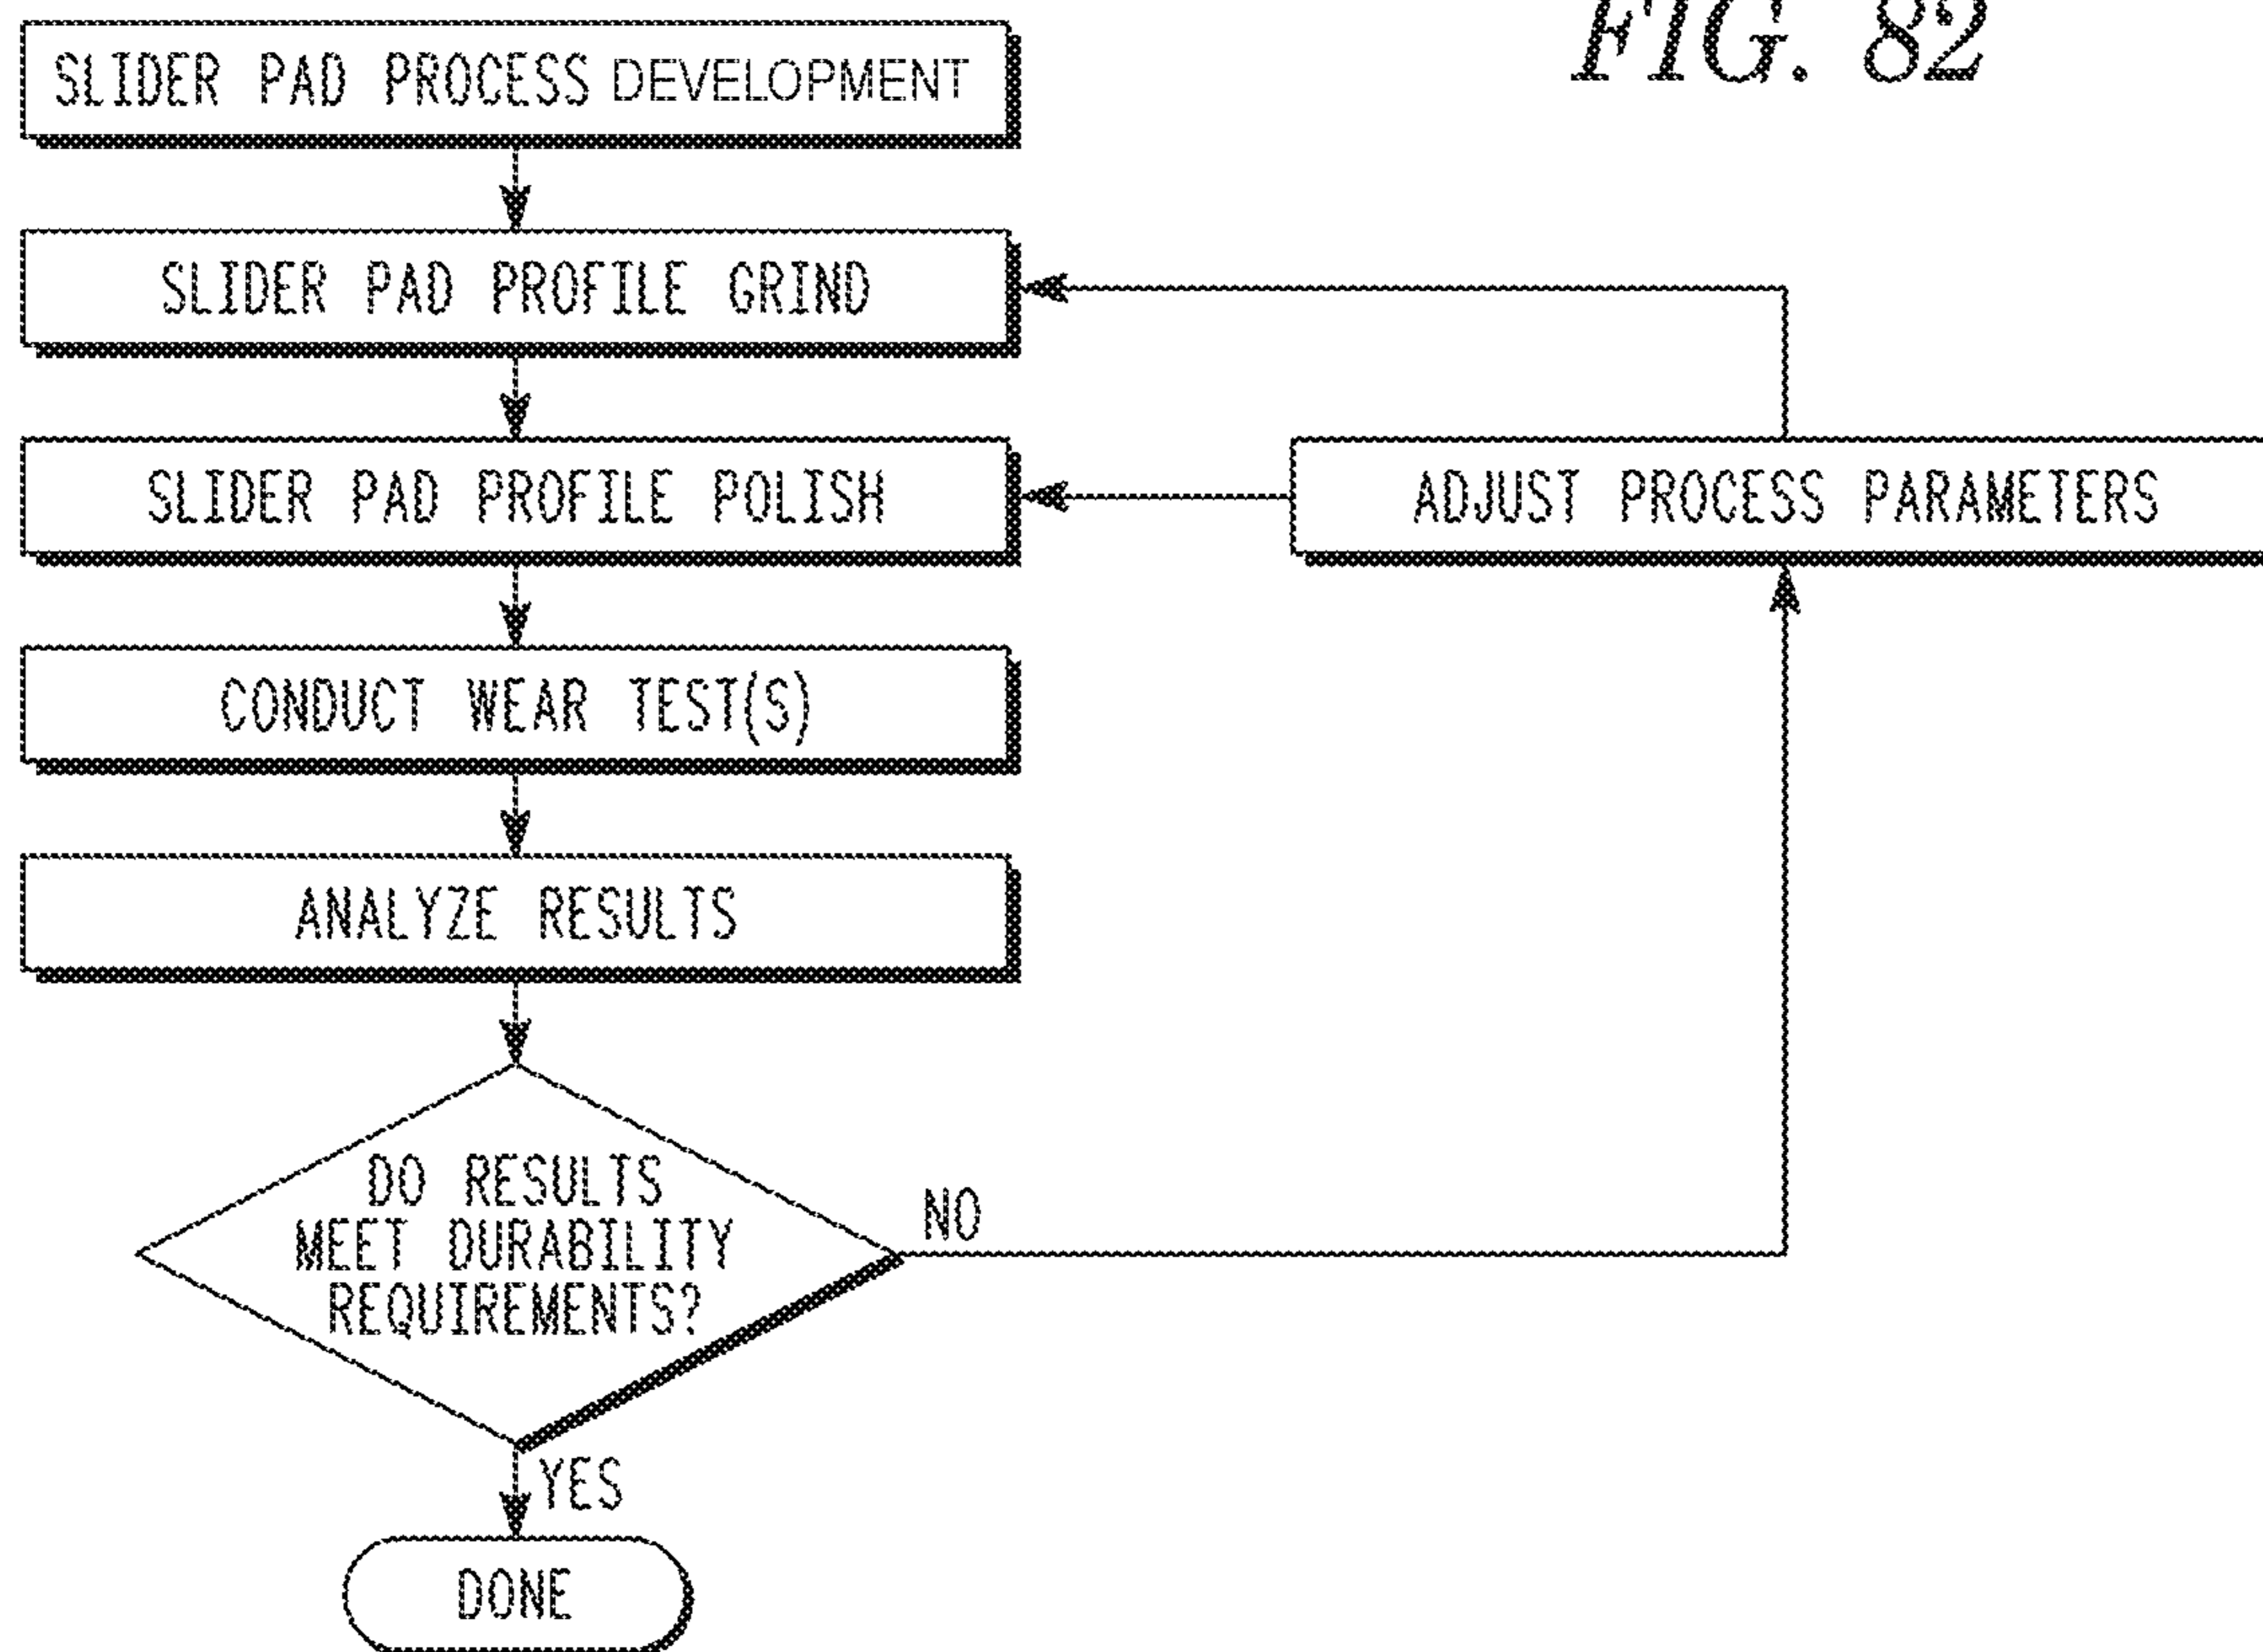 FIG. 82
SLIDER PAD PROCESS DEVELOPMENT
SLIDER PAD PROFILE GRIND
SLIDER PAD PROFILE POLISH
ADJUST PROCESS PARAMETERS
CONDUCT WEAR TEST(S)
ANALYZE RESULTS
DO RESULTS
MEET DURABILITY
REQUIREMENTS?
NO
YES
DONE